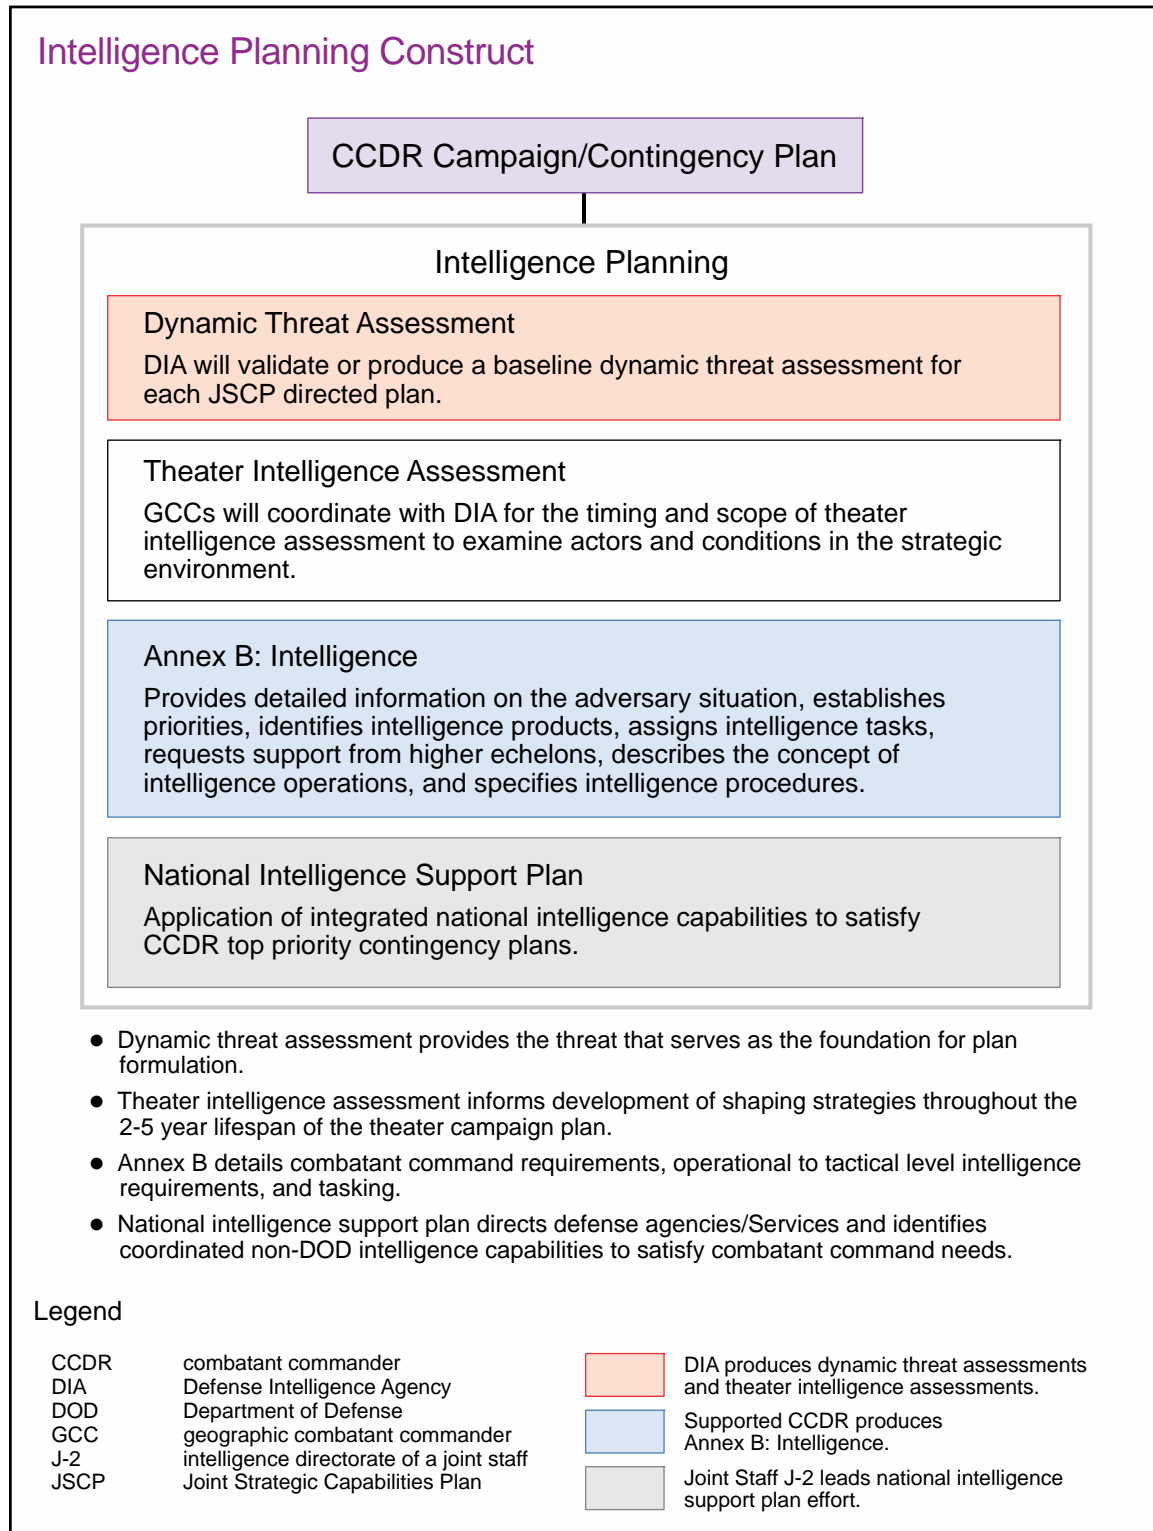 Intelligence Planning Construct
CCDR Campaign/Contingency Plan
Intelligence Planning
Dynamic Threat Assessment
DIA will validate or produce a baseline dynamic threat assessment for
each JSCP directed plan.
Theater Intelligence Assessment
GCCs will coordinate with DIA for the timing and scope of theater
intelligence assessment to examine actors and conditions in the strategic
environment.
Annex B: Intelligence
Provides detailed information on the adversary situation, establishes
priorities, identifies intelligence products, assigns intelligence tasks,
requests support from higher echelons, describes the concept of
intelligence operations, and specifies intelligence procedures.
National Intelligence Support Plan
Application of integrated national intelligence capabilities to satisfy
CCDR top priority contingency plans.
● Dynamic threat assessment provides the threat that serves as the foundation for plan
formulation.
● Theater intelligence assessment informs development of shaping strategies throughout the
2-5 year lifespan of the theater campaign plan.
● Annex B details combatant command requirements, operational to tactical level intelligence
requirements, and tasking.
● National intelligence support plan directs defense agencies/Services and identifies
coordinated non-DOD intelligence capabilities to satisfy combatant command needs.
Legend
CCDR combatant commander
DIA Defense Intelligence Agency
DOD Department of Defense
GCC geographic combatant commander
J-2 intelligence directorate of a joint staff
JSCP Joint Strategic Capabilities Plan
DIA produces dynamic threat assessments
and theater intelligence assessments.
Supported CCDR produces
Annex B: Intelligence.
Joint Staff J-2 leads national intelligence
support plan effort.